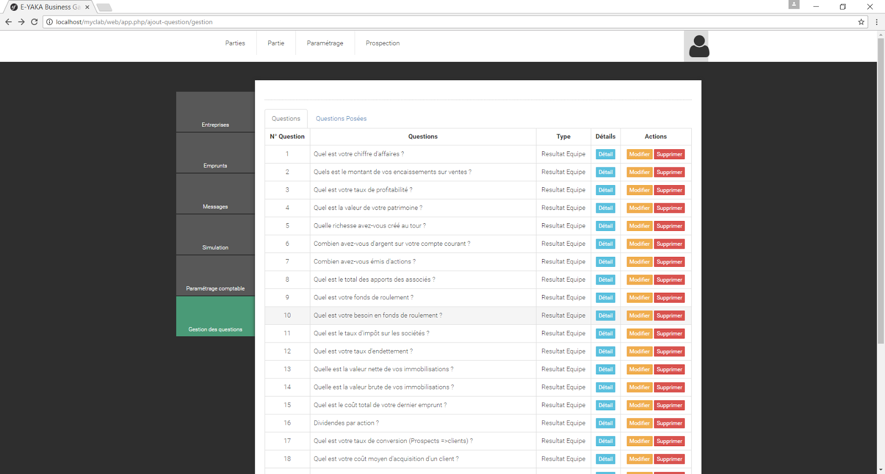 E-YAKA Business Ga
localhost/myclab/web/app.php/ajout-question/gestion
Parties Partie Paramétrage Prospection
Entreprises
Emprunts
Messages
Simulation
Paramétrage comptable
Gestion des questions
Questions Questions Posées
N° Question Questions Type Détails Actions
1 Quel est votre chiffre d'affaires ? Resultat Equipe Détail Modifier Supprimer
2 Quels est le montant de vos encaissements sur ventes ? Resultat Equipe Détail Modifier Supprimer
3 Quel est votre taux de profitabilité ? Resultat Equipe Détail Modifier Supprimer
4 Quel est la valeur de votre patrimoine ? Resultat Equipe Détail Modifier Supprimer
5 Quelle richesse avez-vous créé au tour ? Resultat Equipe Détail Modifier Supprimer
6 Combien avez-vous d'argent sur votre compte courant ? Resultat Equipe Détail Modifier Supprimer
7 Combien avez-vous émis d'actions ? Resultat Equipe Détail Modifier Supprimer
8 Quel est le total des apports des associés ? Resultat Equipe Détail Modifier Supprimer
9 Quel est votre fonds de roulement ? Resultat Equipe Détail Modifier Supprimer
10 Quel est votre besoin en fonds de roulement ? Resultat Equipe Détail Modifier Supprimer
11 Quel est le taux d'impôt sur les sociétés ? Resultat Equipe Détail Modifier Supprimer
12 Quel est votre taux d'endettement ? Resultat Equipe Détail Modifier Supprimer
13 Quelle est la valeur nette de vos immobilisations ? Resultat Equipe Détail Modifier Supprimer
14 Quelle est la valeur brute de vos immobilisations ? Resultat Equipe Détail Modifier Supprimer
15 Quel est le coût total de votre dernier emprunt ? Resultat Equipe Détail Modifier Supprimer
16 Dividendes par action ? Resultat Equipe Détail Modifier Supprimer
17 Quel est votre taux de conversion (Prospects =>clients) ? Resultat Equipe Détail Modifier Supprimer
18 Quel est votre coût moyen d'acquisition d'un client ? Resultat Equipe Détail Modifier Supprimer